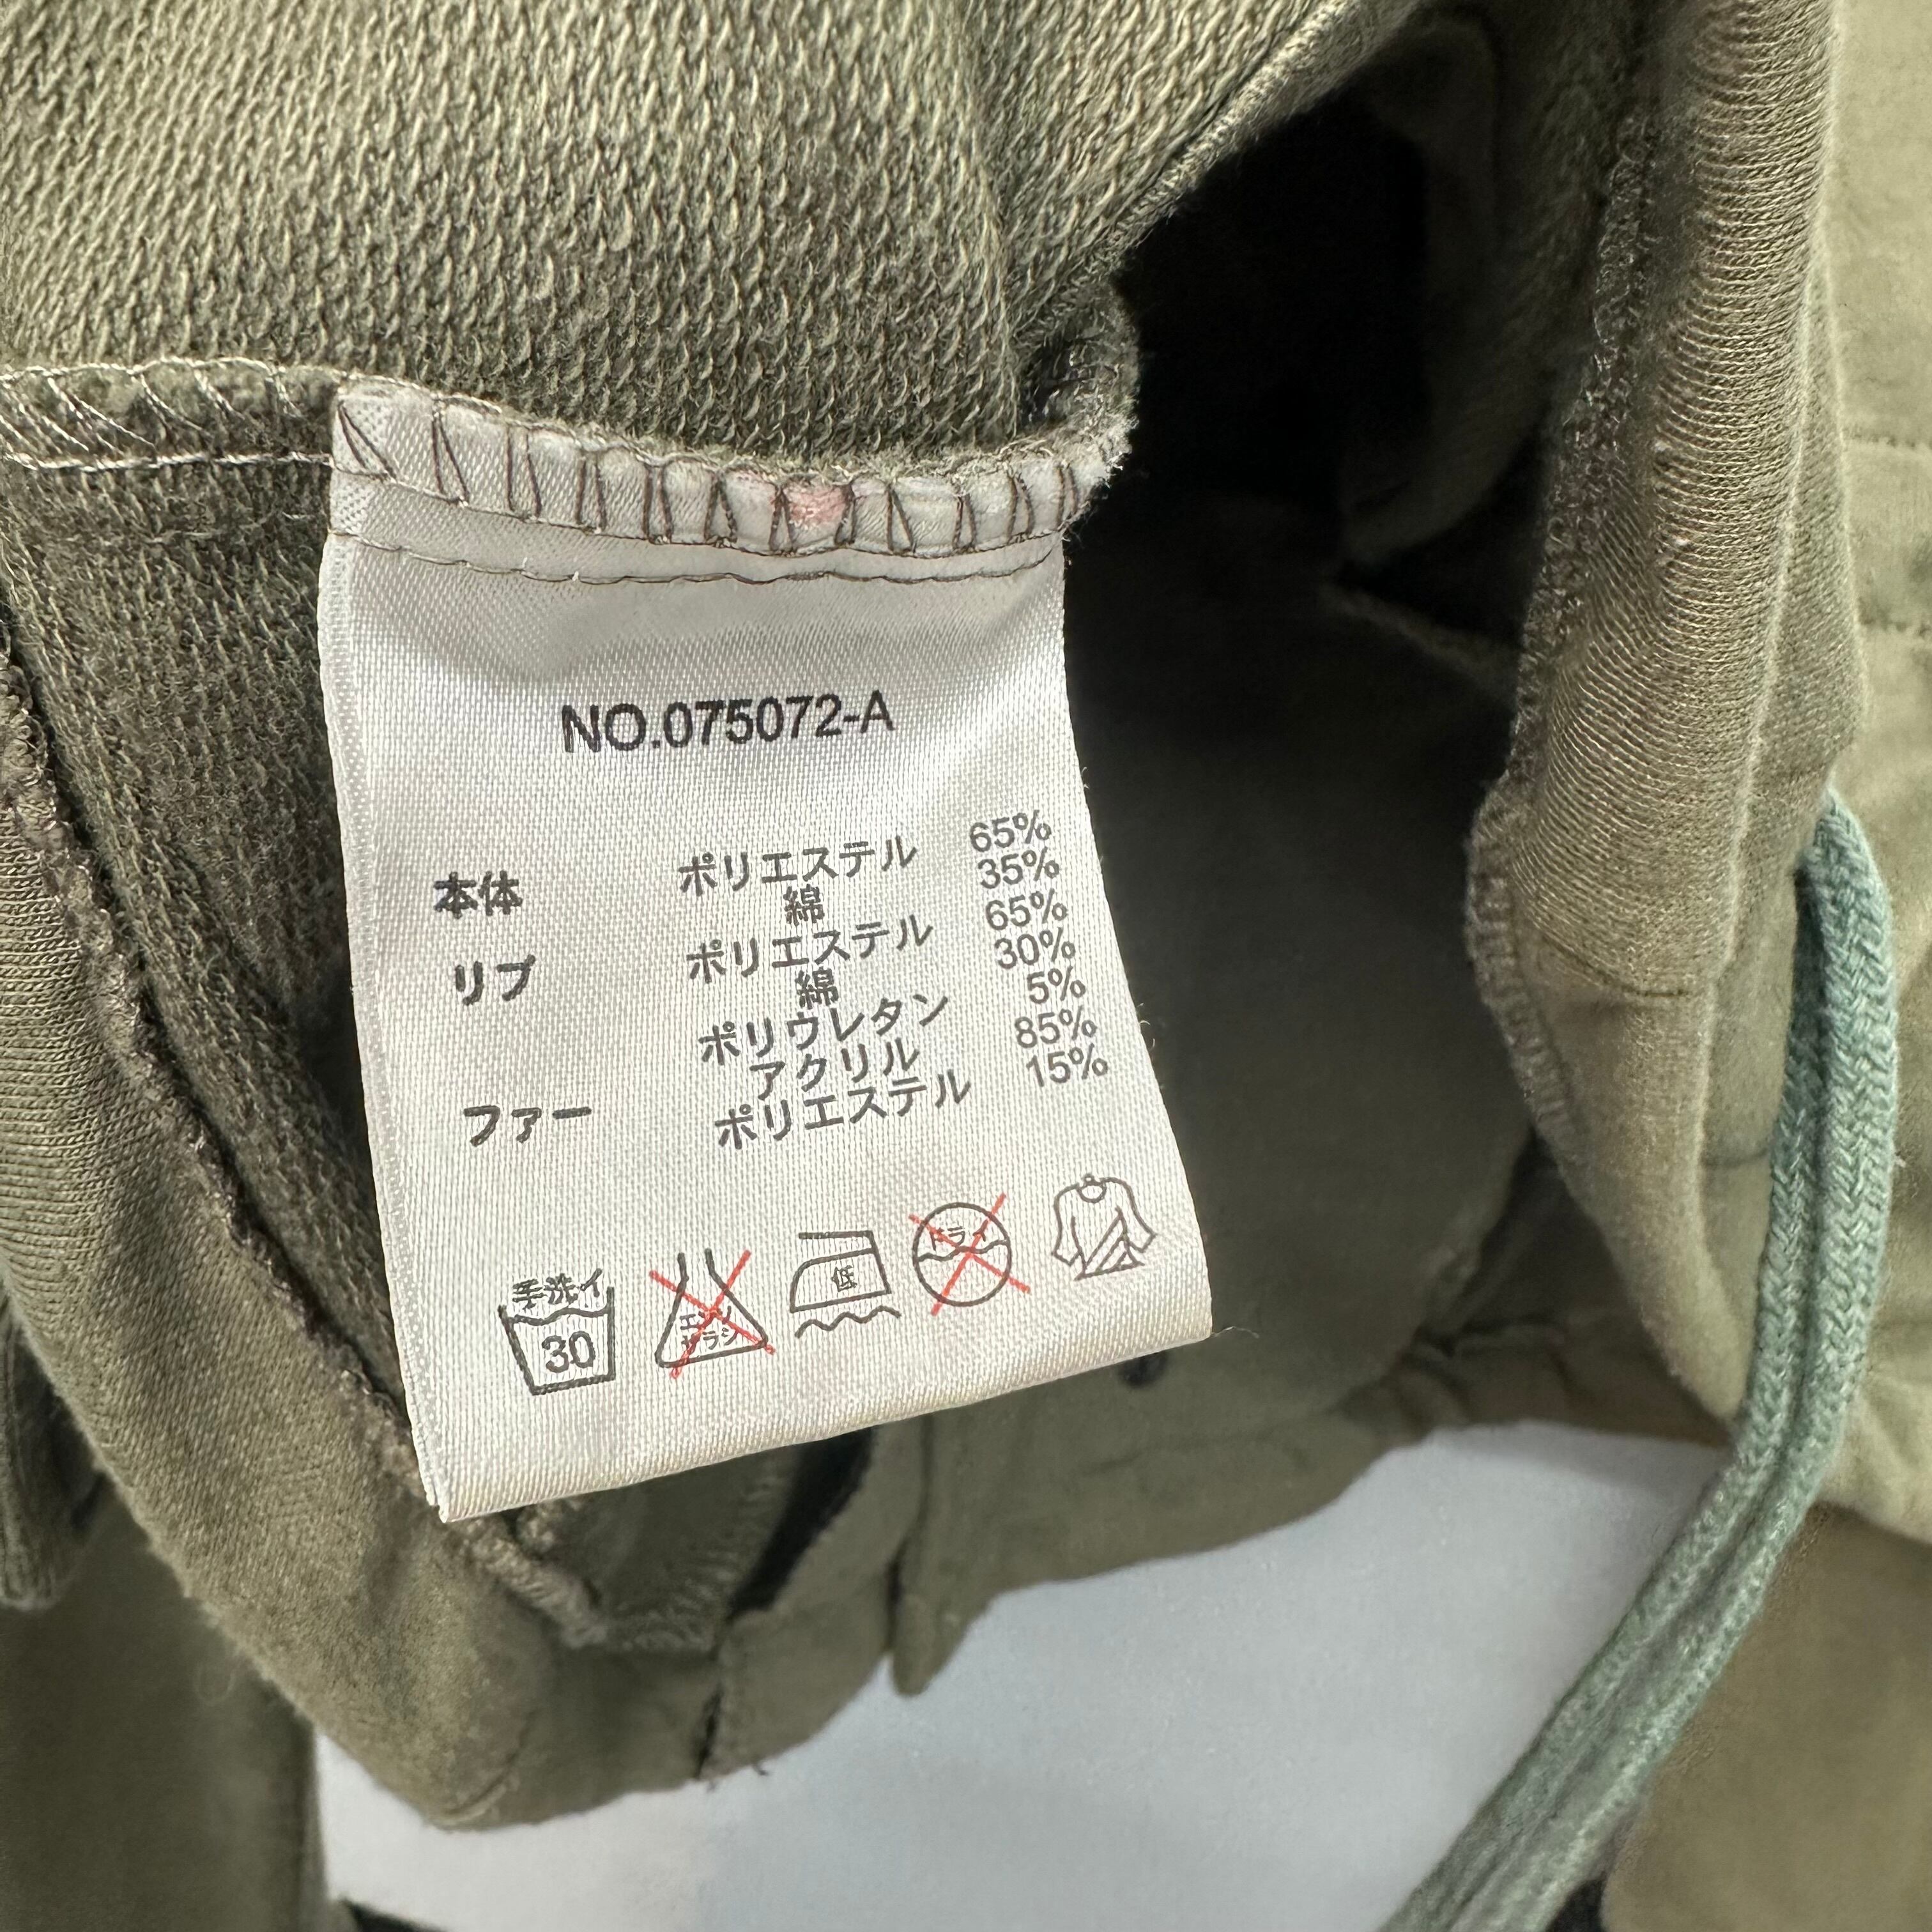 NO.075072-A
本体 ポリエステル 65%
綿 35%
リブ ポリエステル 65%
綿 30%
ポリウレタン 5%
アクリル 85%
ファー ポリエステル 15%
手洗イ
30
エンソ
サラシ
低
ドライ